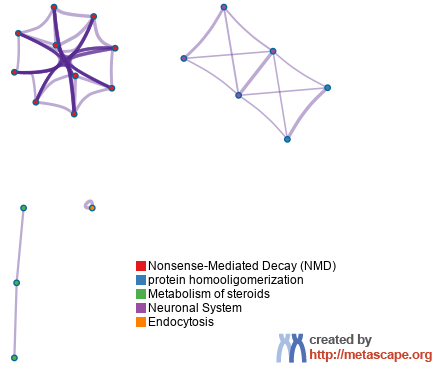 Nonsense-Mediated Decay (NMD)
protein homooligomerization
Metabolism of steroids
Neuronal System
Endocytosis
created by
http://metascape.org